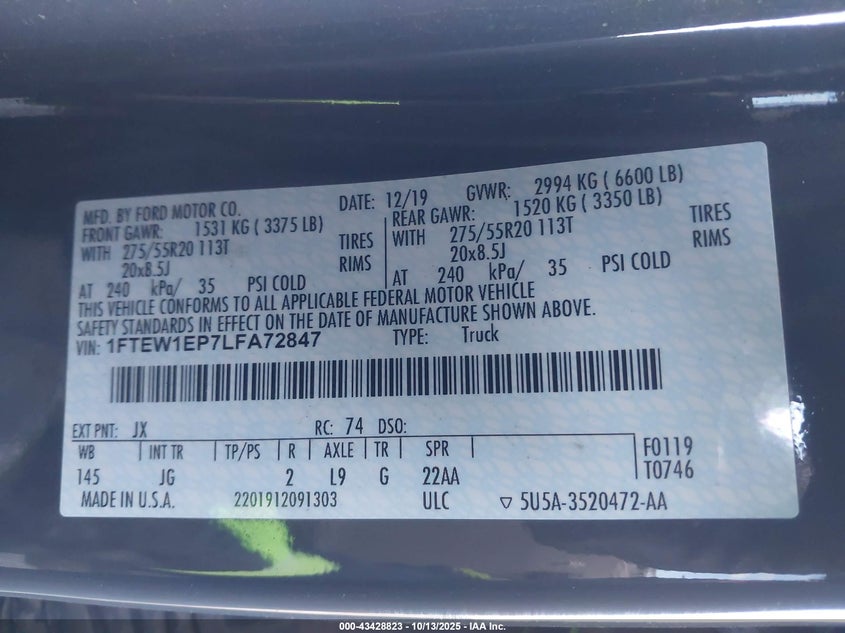 MFD. BY FORD MOTOR CO. DATE: 12/19 GVWR: 2994 KG ( 6600 LB)
FRONT GAWR: 1531 KG ( 3375 LB) REAR GAWR: 1520 KG ( 3350 LB)
WITH 275/55R20 113T TIRES WITH 275/55R20 113T TIRES
20x8.5J RIMS 20x8.5J RIMS
AT 240 kPa/ 35 PSI COLD AT 240 kPa/ 35 PSI COLD
THIS VEHICLE CONFORMS TO ALL APPLICABLE FEDERAL MOTOR VEHICLE
SAFETY STANDARDS IN EFFECT ON THE DATE OF MANUFACTURE SHOWN ABOVE.
VIN: 1FTEW1EP7LFA72847 TYPE: Truck
EXT PNT: JX RC: 74 DSO:
WB INT TR TP/PS R AXLE TR SPR F0119
145 JG 2 L9 G 22AA T0746
MADE IN U.S.A. 2201912091303 ULC ▽ 5U5A-3520472-AA
000-43428823 - 10/13/2025 - IAA Inc.